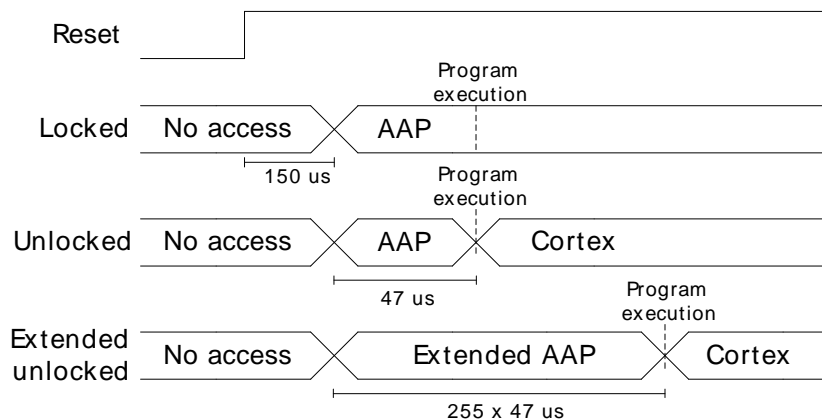 Reset
Program
execution
Locked
No access
AAP
150 us
Program
execution
Unlocked
No access
AAP
Cortex
47 us
Program
execution
Extended
unlocked
No access
Extended AAP
Cortex
255 x 47 us